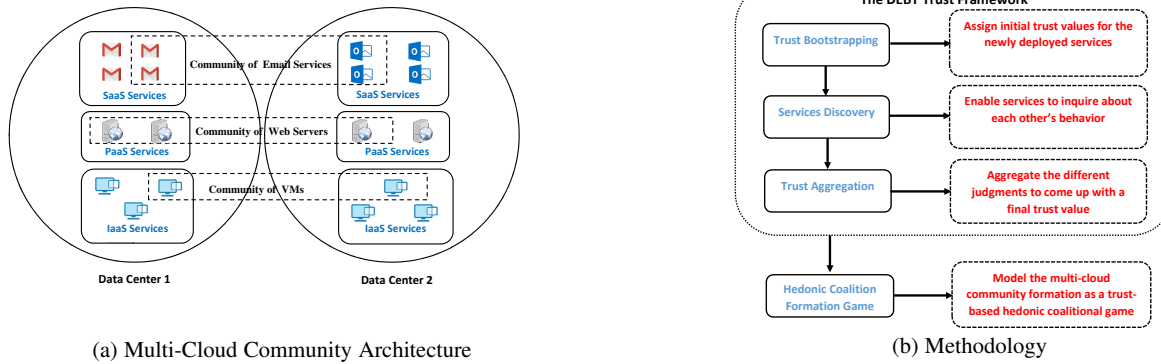 Community of Email Services
SaaS Services
SaaS Services
Community of Web Servers
PaaS Services
PaaS Services
Community of VMs
IaaS Services
IaaS Services
Data Center 1
Data Center 2
(a) Multi-Cloud Community Architecture
The DEBT Trust Framework
Trust Bootstrapping
Assign initial trust values for the
newly deployed services
Services Discovery
Enable services to inquire about
each other's behavior
Trust Aggregation
Aggregate the different
judgments to come up with a
final trust value
Hedonic Coalition
Formation Game
Model the multi-cloud
community formation as a trust-
based hedonic coalitional game
(b) Methodology